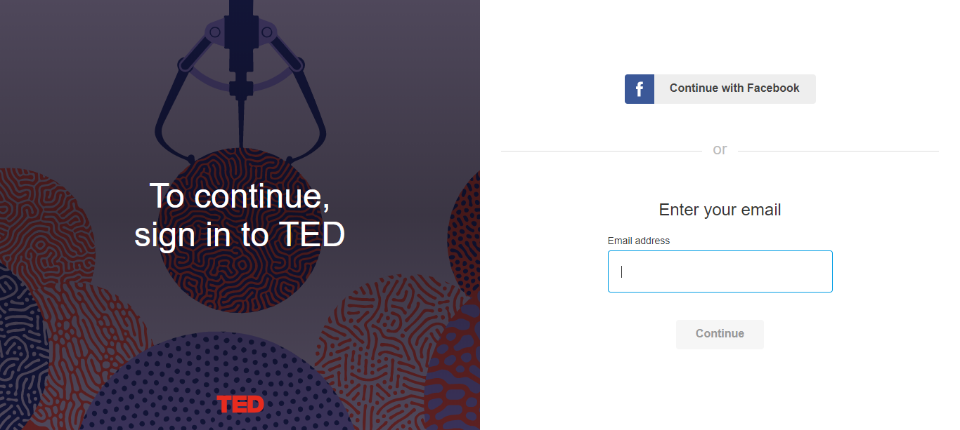 To continue,
sign in to TED
TED
f
Continue with Facebook
or
Enter your email
Email address
Continue